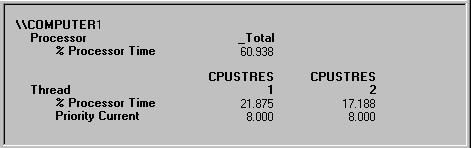 \\COMPUTER1
Processor _Total
% Processor Time 60.938
CPUSTRES CPUSTRES
Thread 1 2
% Processor Time 21.875 17.188
Priority Current 8.000 8.000